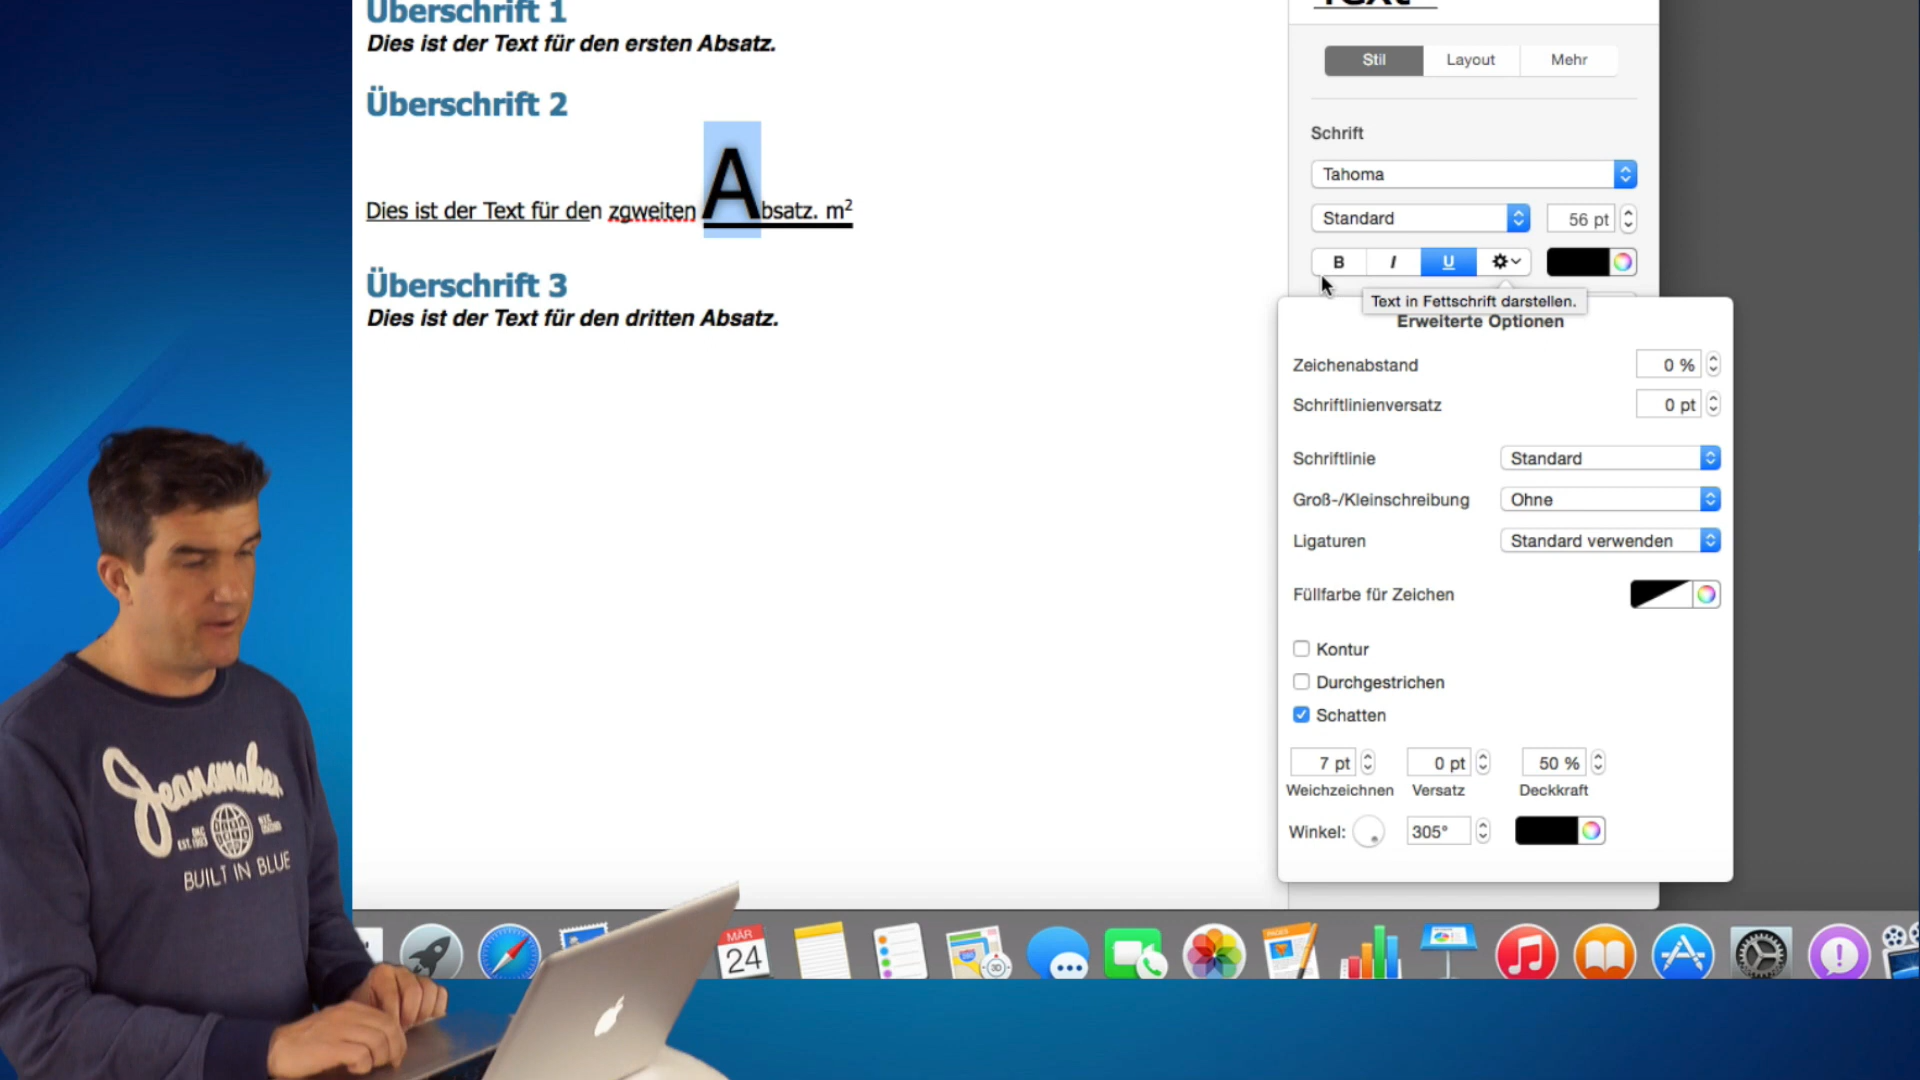 Überschrift 1
Dies ist der Text für den ersten Absatz.
Überschrift 2
Dies ist der Text für den zgweiten Absatz. m²
Überschrift 3
Dies ist der Text für den dritten Absatz.
Text
Stil Layout Mehr
Schrift
Tahoma
Standard 56 pt
B I U
Text in Fettschrift darstellen.
Erweiterte Optionen
Zeichenabstand 0 %
Schriftlinienversatz 0 pt
Schriftlinie Standard
Groß-/Kleinschreibung Ohne
Ligaturen Standard verwenden
Füllfarbe für Zeichen
Kontur
Durchgestrichen
Schatten
7 pt 0 pt 50 %
Weichzeichnen Versatz Deckkraft
Winkel: 305°
Jeansmaker
EST.
BUILT IN BLUE
MÄR
24
PAGES
3D